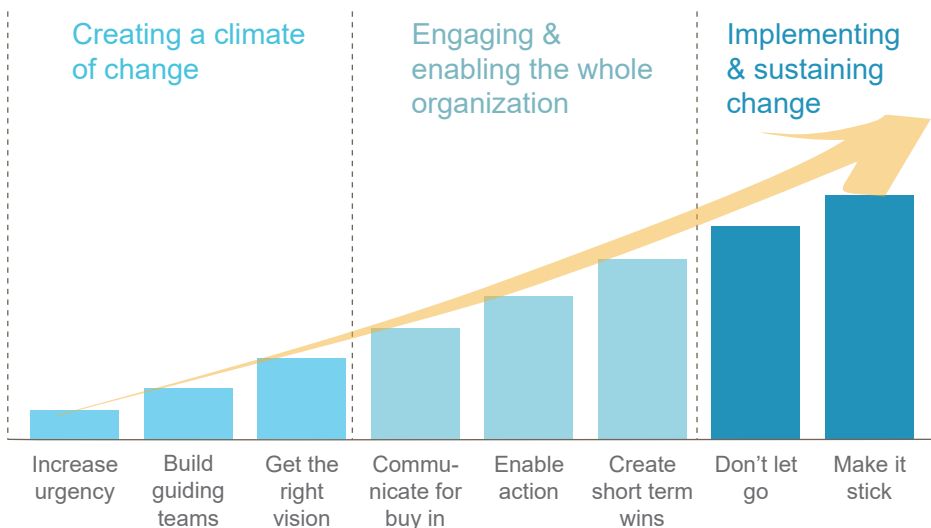 Creating a climate
of change
Engaging &
enabling the whole
organization
Implementing
& sustaining
change
Increase
urgency
Build
guiding
teams
Get the
right
vision
Commu-
nicate for
buy in
Enable
action
Create
short term
wins
Don’t let
go
Make it
stick